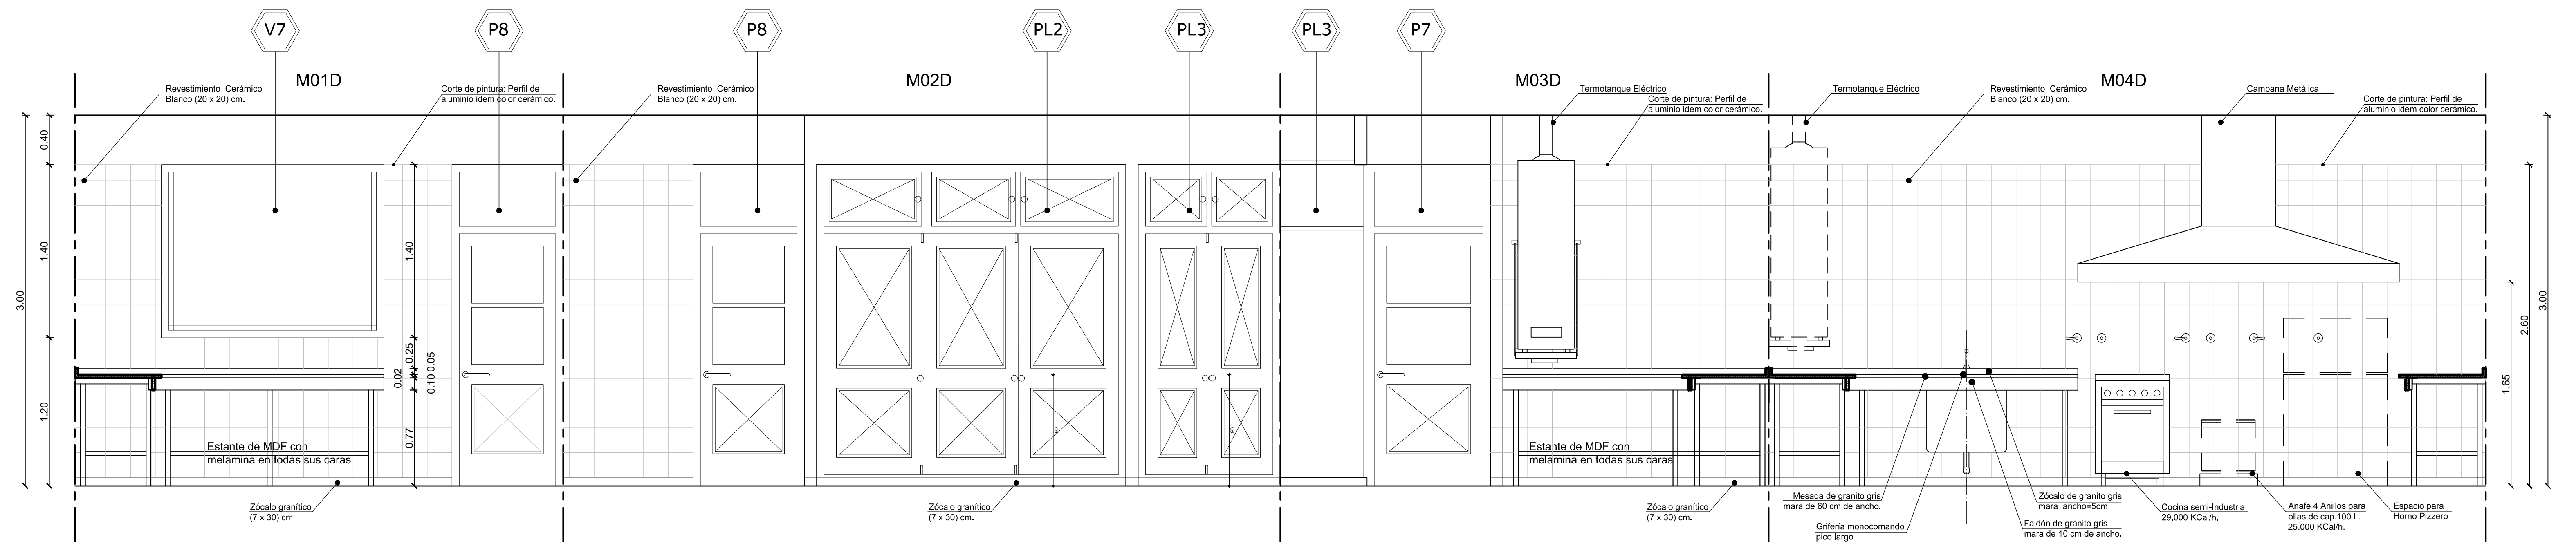 V7
P8
P8
PL2
PL3
PL3
P7
M01D
M02D
M03D
M04D
Revestimiento Cerámico
Blanco (20 x 20) cm.
Corte de pintura: Perfil de
aluminio idem color cerámico.
Revestimiento Cerámico
Blanco (20 x 20) cm.
Termotanque Eléctrico
Corte de pintura: Perfil de
aluminio idem color cerámico.
Termotanque Eléctrico
Revestimiento Cerámico
Blanco (20 x 20) cm.
Campana Metálica
Corte de pintura: Perfil de
aluminio idem color cerámico.
3.00
0.40
1.40
1.20
1.40
0.25
0.02
0.10
0.05
0.77
90
90
1.65
2.60
3.00
Estante de MDF con
melamina en todas sus caras
Estante de MDF con
melamina en todas sus caras
Zócalo granítico
(7 x 30) cm.
Zócalo granítico
(7 x 30) cm.
Zócalo granítico
(7 x 30) cm.
Mesada de granito gris
mara de 60 cm de ancho.
Grifería monocomando
pico largo
Zócalo de granito gris
mara ancho=5cm
Faldón de granito gris
mara de 10 cm de ancho.
Cocina semi-Industrial
29,000 KCal/h.
Anafe 4 Anillos para
ollas de cap.100 L.
25.000 KCal/h.
Espacio para
Horno Pizzero